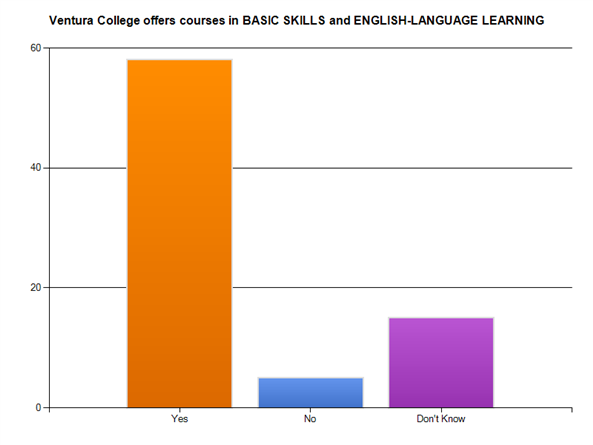 Ventura College offers courses in BASIC SKILLS and ENGLISH-LANGUAGE LEARNING
60
40
20
0
Yes No Don't Know